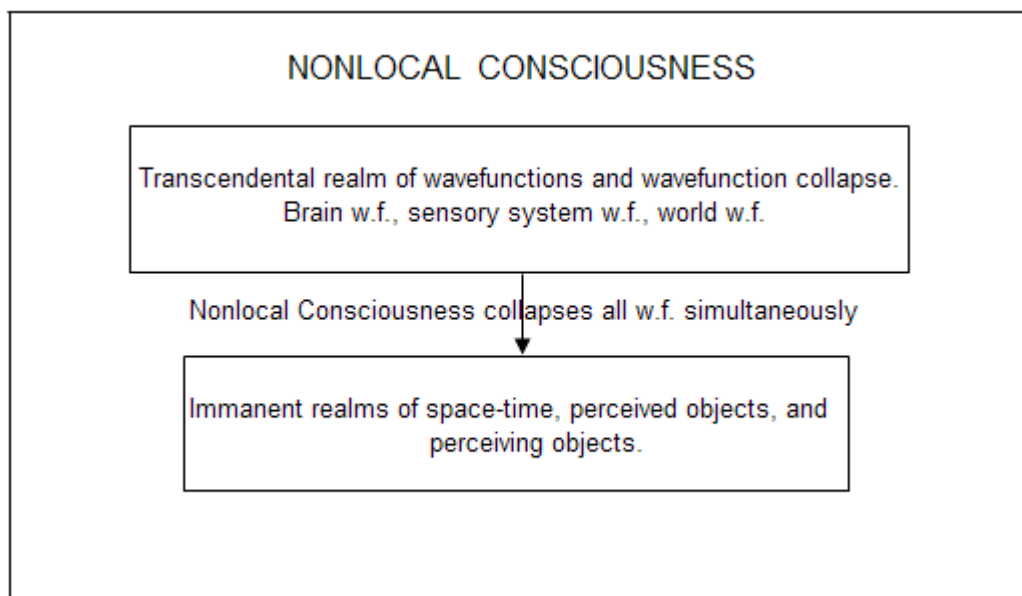 NONLOCAL CONSCIOUSNESS
Transcendental realm of wavefunctions and wavefunction collapse.
Brain w.f., sensory system w.f., world w.f.
Nonlocal Consciousness collapses all w.f. simultaneously
Immanent realms of space-time, perceived objects, and
perceiving objects.